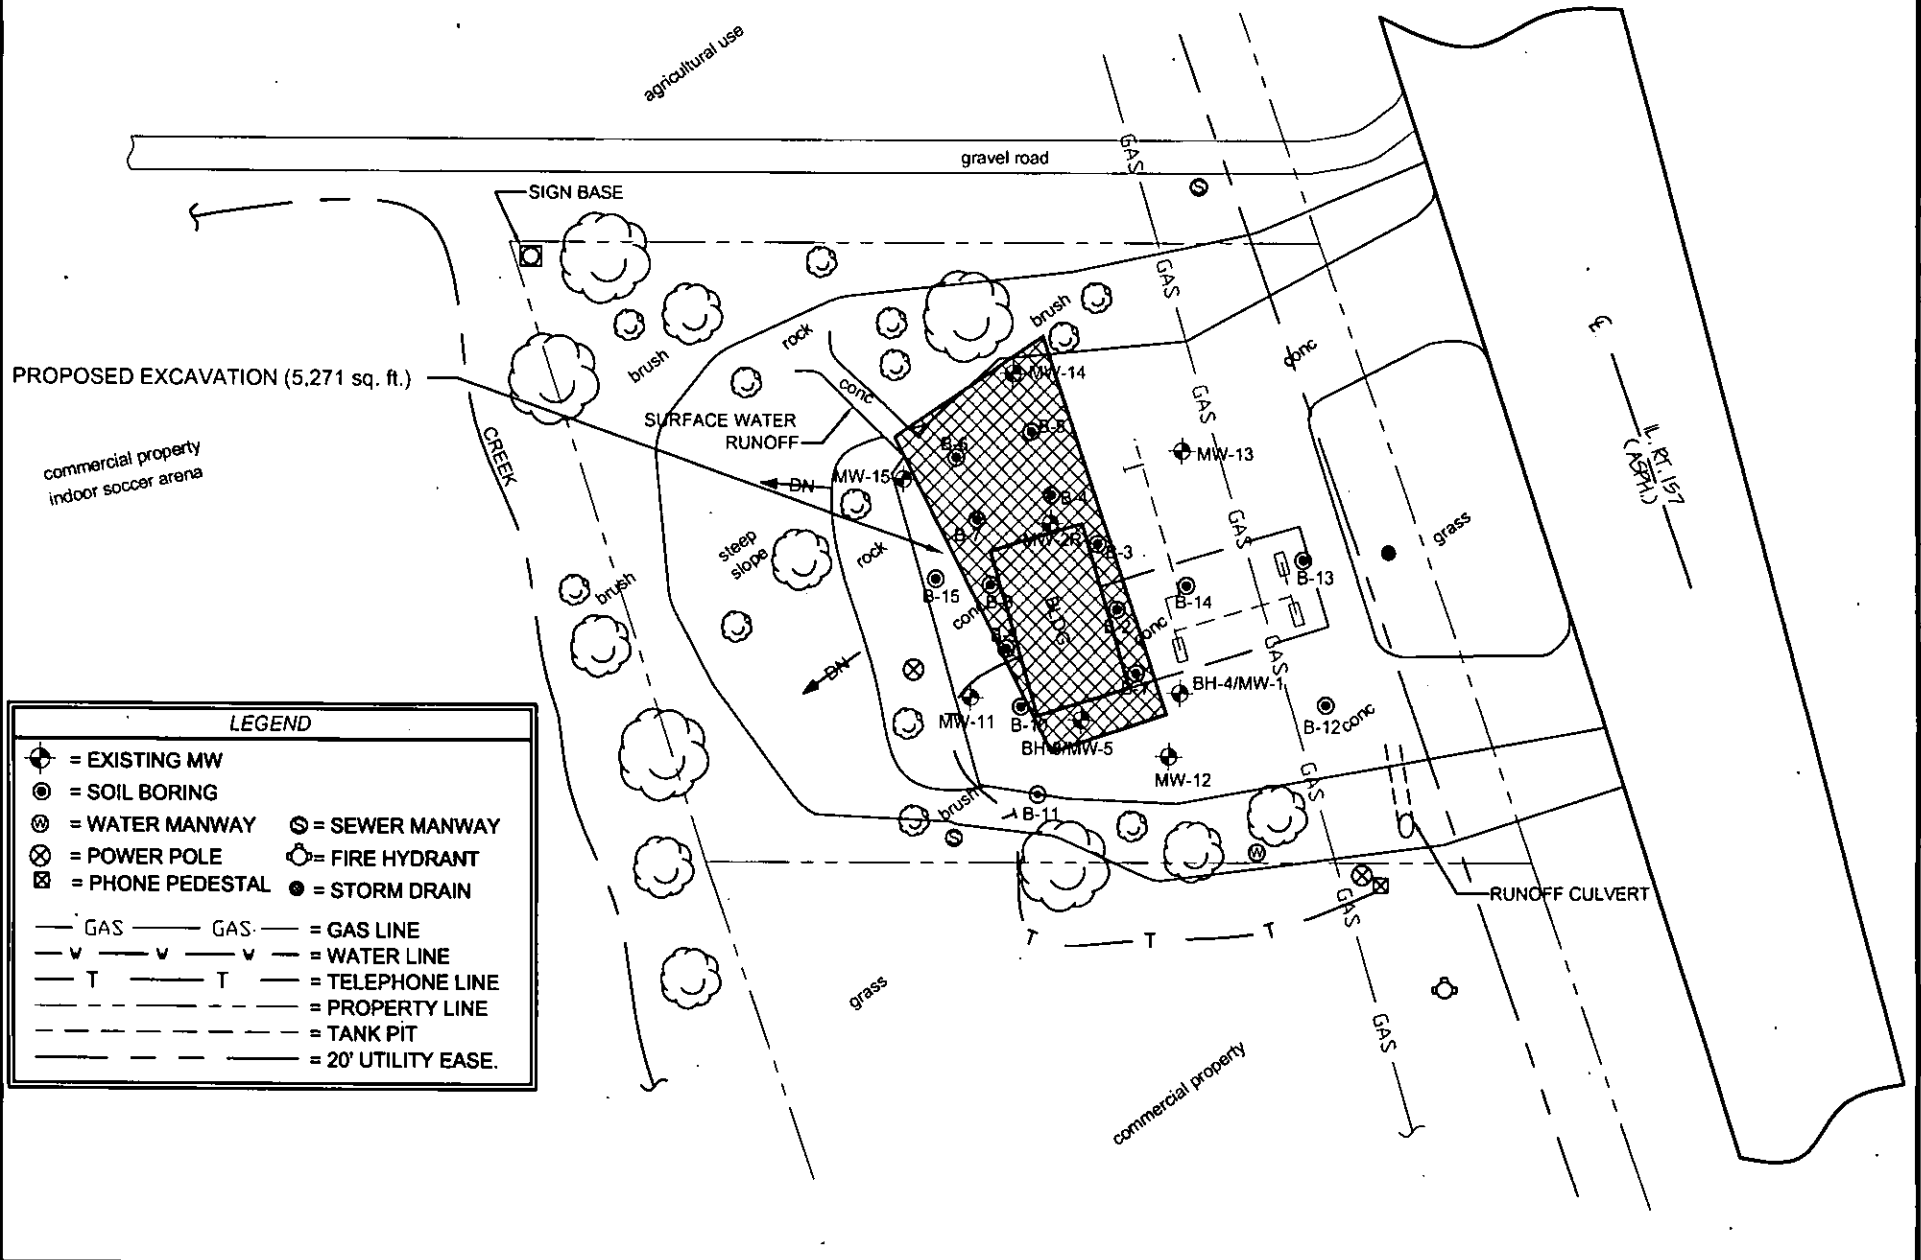 agricultural use
gravel road
GAS
SIGN BASE
GAS
brush
rock
brush
conc
PROPOSED EXCAVATION (5,271 sq. ft.)
MW-14
conc
GAS
SURFACE WATER
RUNOFF
B-5
B-6
CREEK
commercial property
indoor soccer arena
MW-13
MW-15
DN
B-4
GAS
IL. RT. 157
(ASPH.)
grass
B-7
MW-2R
B-3
steep
slope
rock
B-13
brush
B-15
B-8
B-14
conc
BLDG
B-2
conc
GAS
DN
BH-4/MW-1
MW-11
B-10
B-12
conc
BH-9/MW-5
MW-12
GAS
brush
T
B-11
RUNOFF CULVERT
GAS
T
T
T
grass
GAS
commercial property
LEGEND
= EXISTING MW
= SOIL BORING
W = WATER MANWAY S = SEWER MANWAY
= POWER POLE = FIRE HYDRANT
= PHONE PEDESTAL = STORM DRAIN
GAS GAS = GAS LINE
W W W = WATER LINE
T T = TELEPHONE LINE
= PROPERTY LINE
= TANK PIT
= 20' UTILITY EASE.